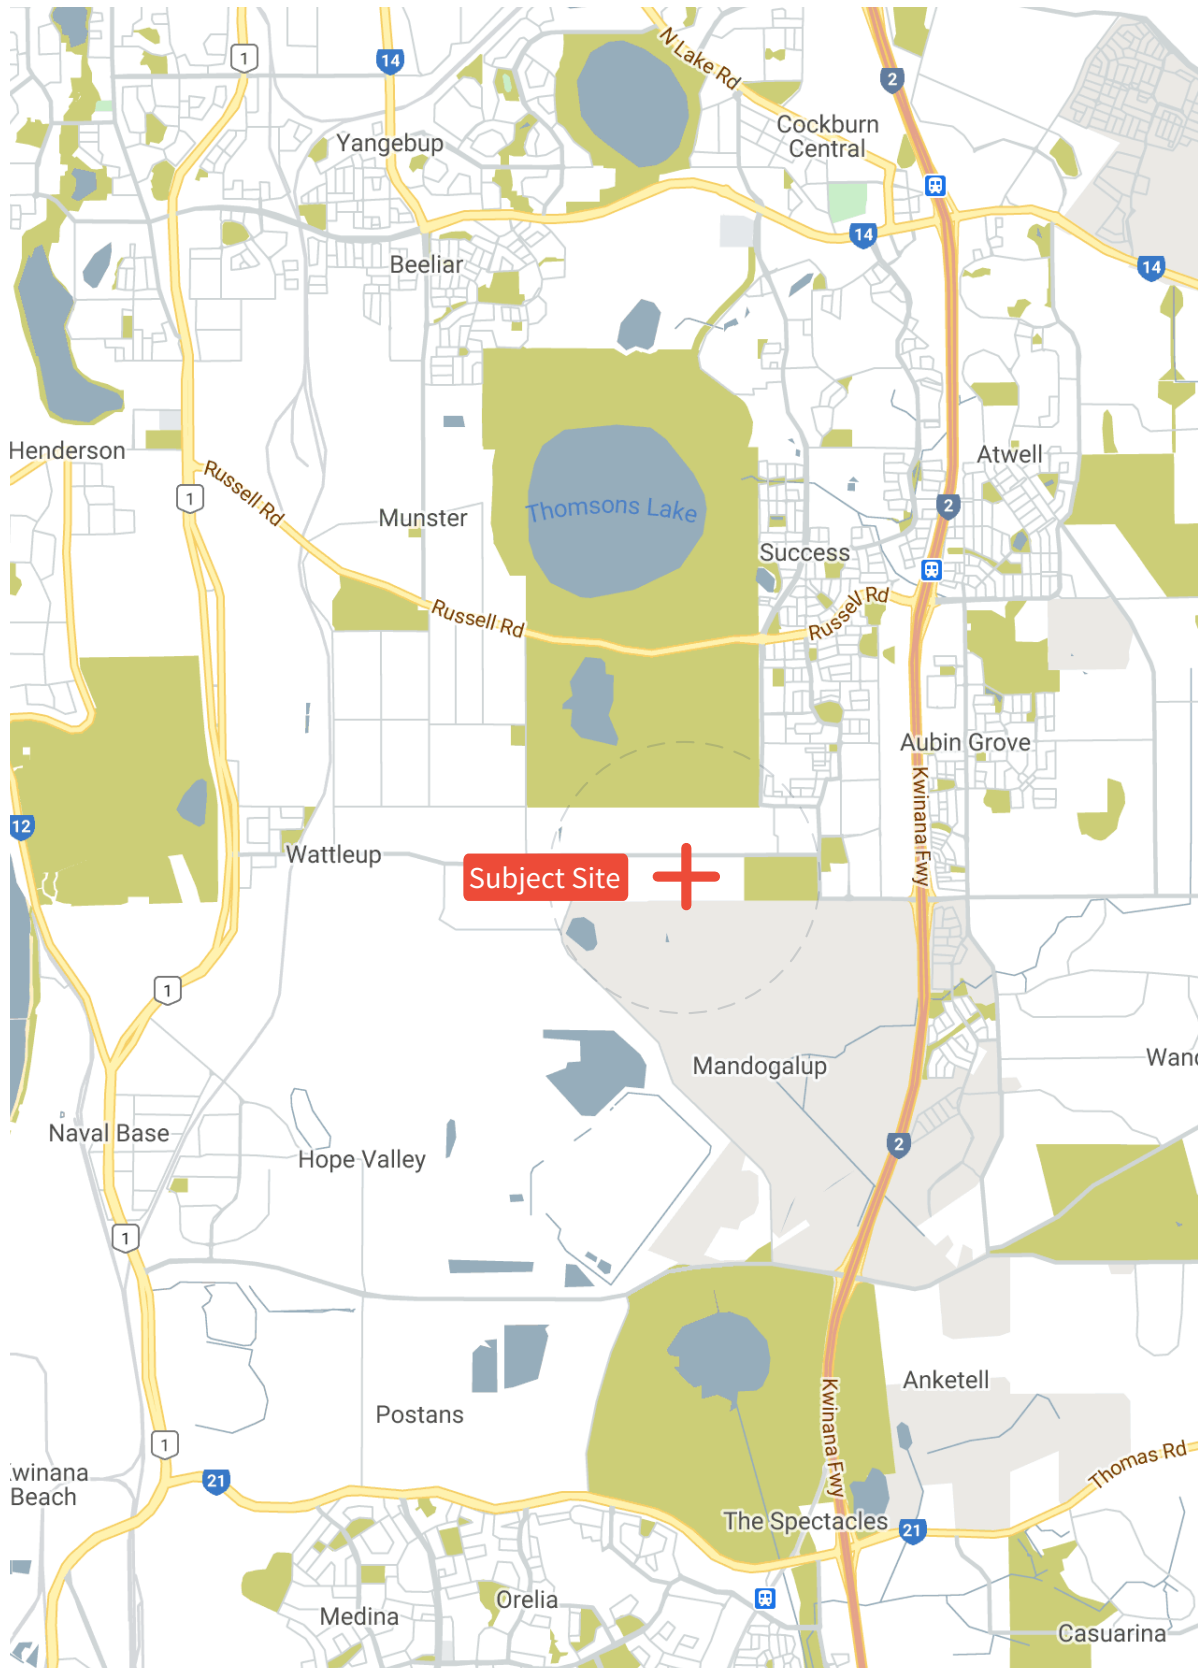 1
14
N Lake Rd
2
Cockburn
Central
Yangebup
14
14
Beeliar
Henderson
Atwell
Russell Rd
1
2
Thomsons Lake
Munster
Success
Russell Rd
Russell Rd
Aubin Grove
Kwinana Fwy
12
Wattleup
Subject Site
1
Mandogalup
Wand
Naval Base
2
Hope Valley
1
Anketell
Kwinana Fwy
Postans
1
Thomas Rd
winana
Beach
21
The Spectacles
21
Orelia
Medina
Casuarina